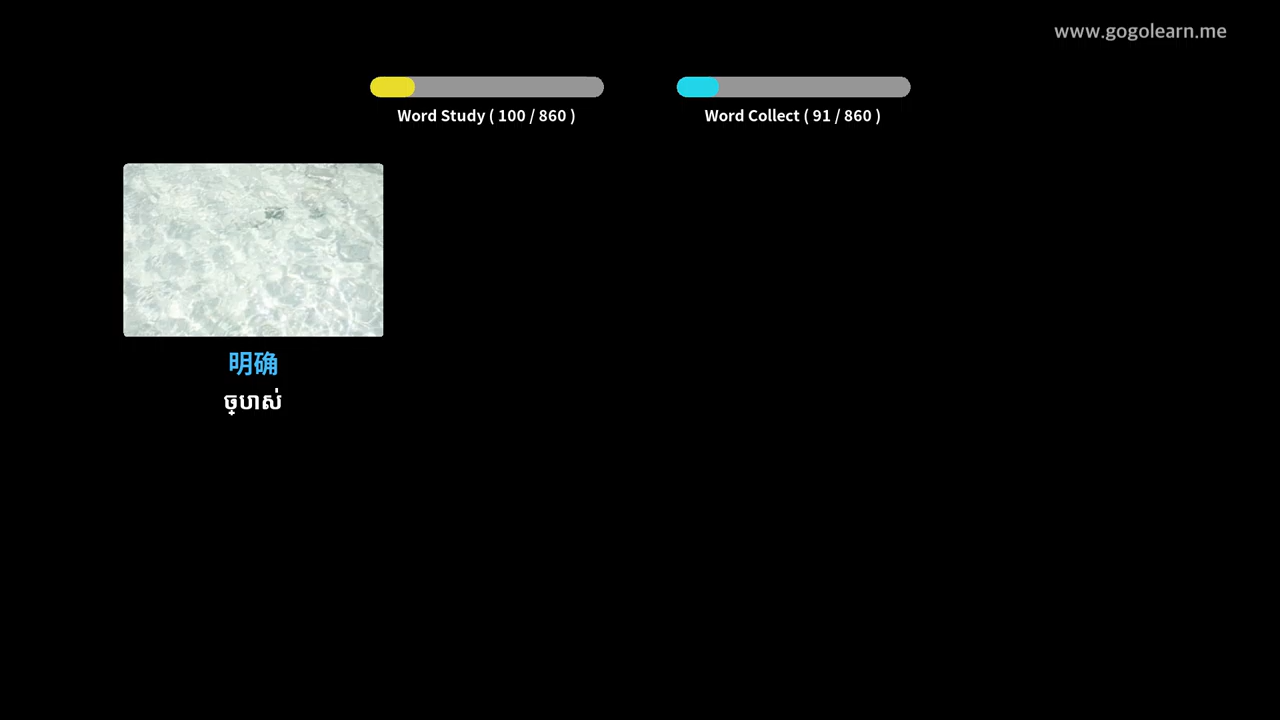 www.gogolearn.me
Word Study ( 100 / 860 )
Word Collect ( 91 / 860 )
明确
ច្បាស់